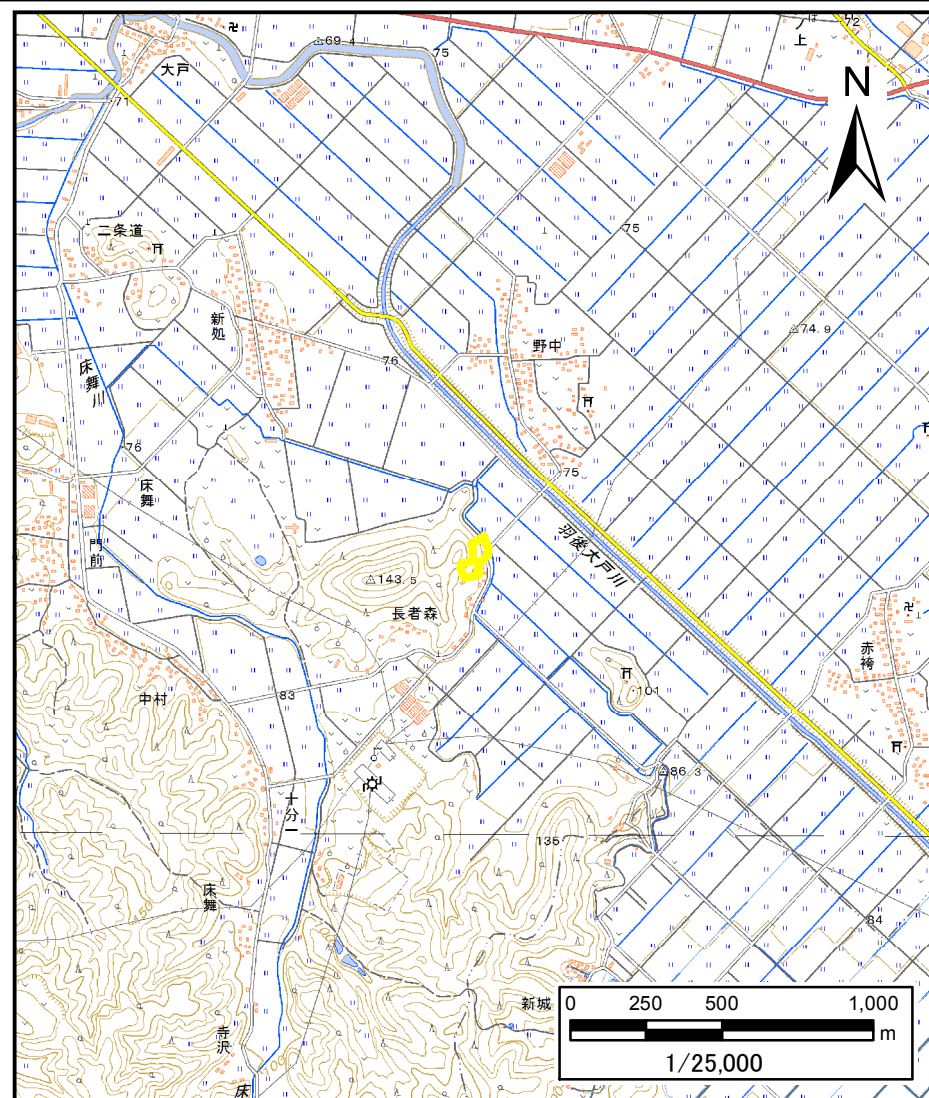 69.4
75
ノ上
大戸
71
N
二条道
75
新処
74.9
76
野中
床舞川
76
75
床舞
羽後大戸川
門前
143.5
長者森
赤袴
101
中村
83
86.3
十分一
135
床舞
84
新城
0 250 500 1,000
m
1/25,000
寺沢
床